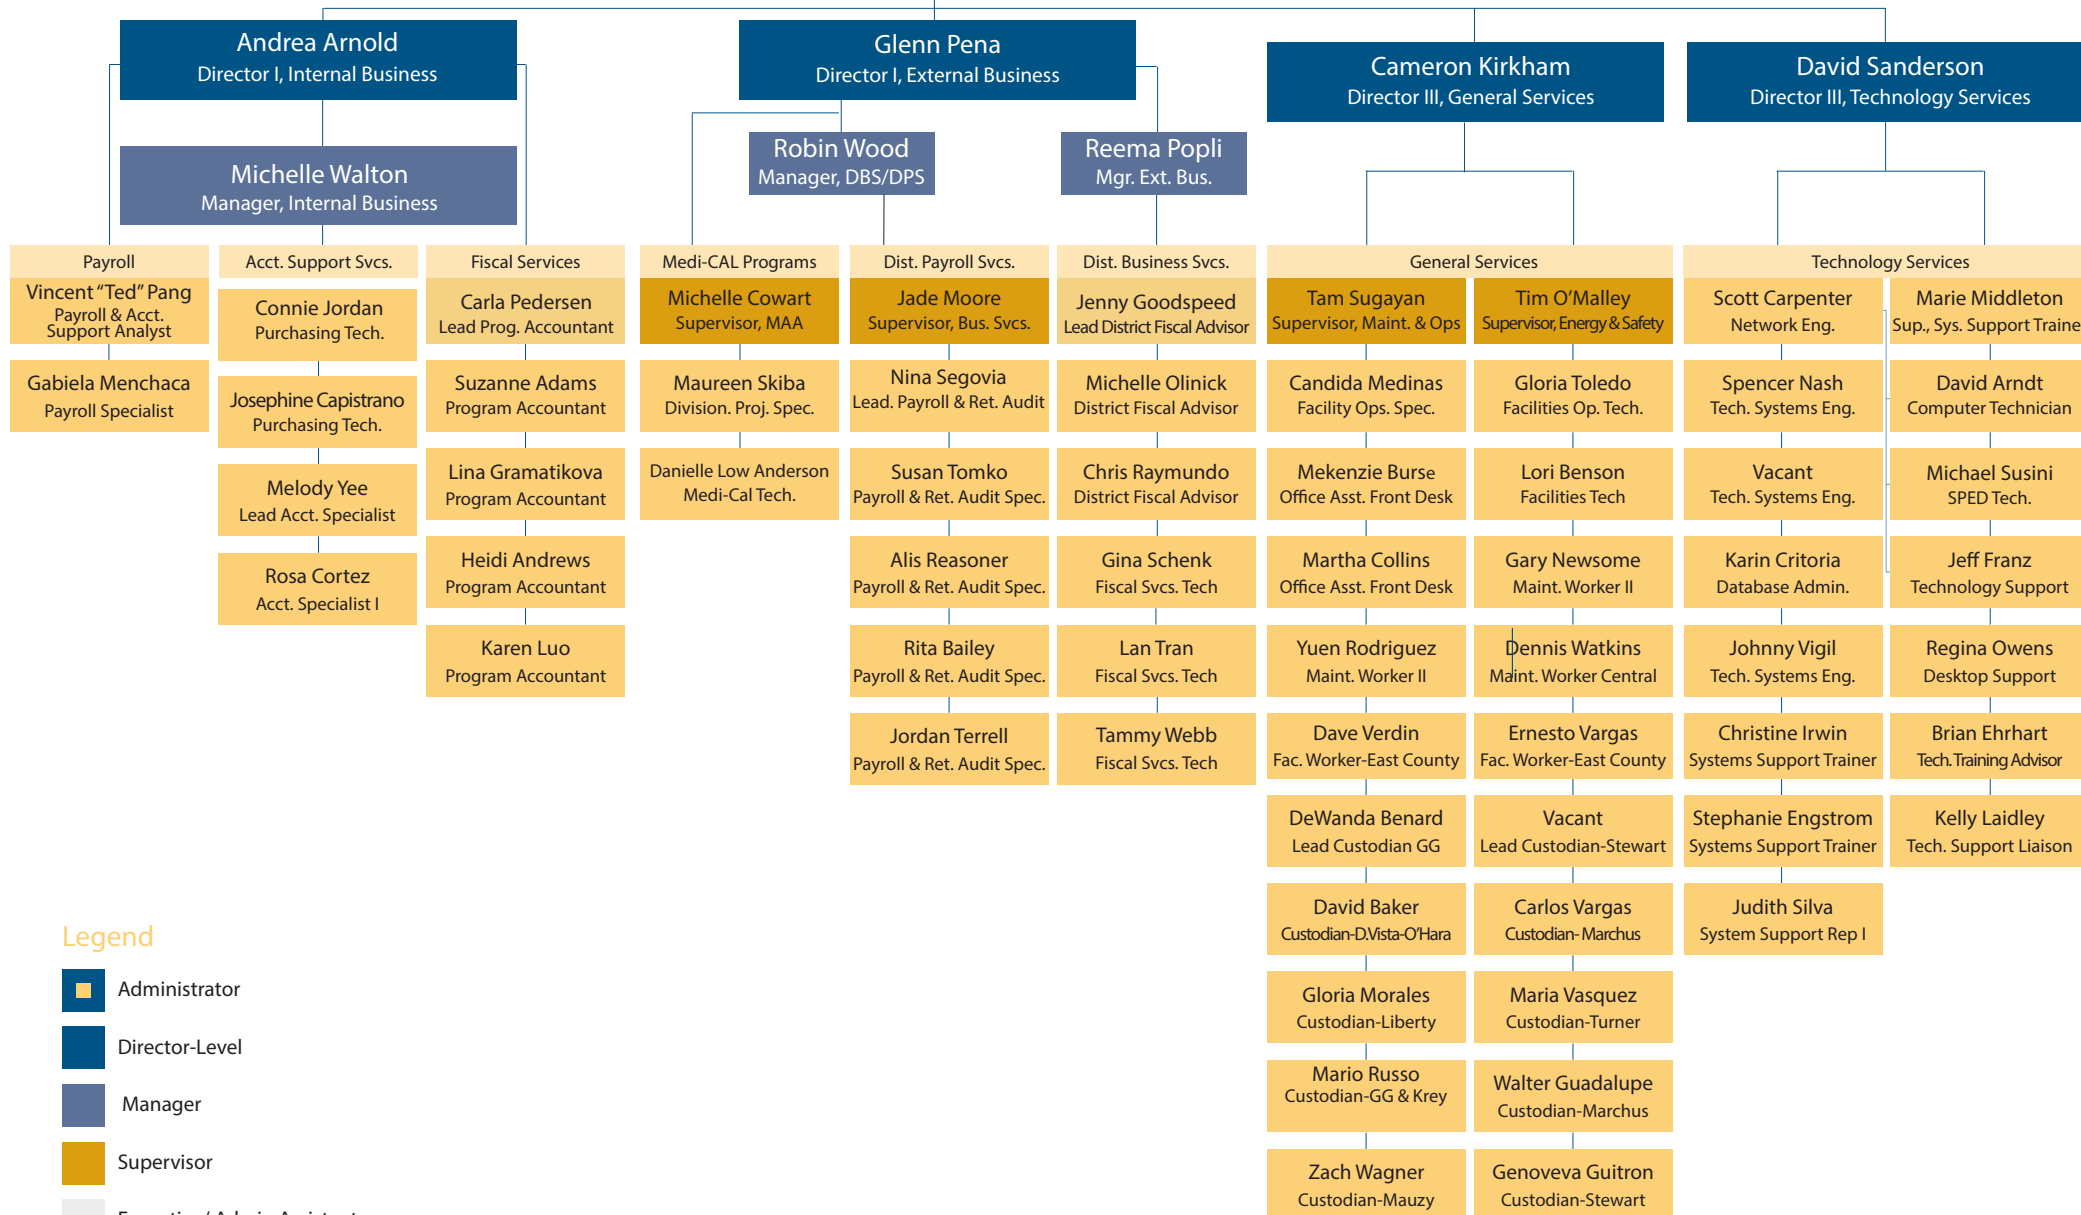 Andrea Arnold
Director I, Internal Business
Glenn Pena
Director I, External Business
Cameron Kirkham
Director III, General Services
David Sanderson
Director III, Technology Services
Michelle Walton
Manager, Internal Business
Robin Wood
Manager, DBS/DPS
Reema Popli
Mgr. Ext. Bus.
Payroll
Vincent “Ted” Pang
Payroll & Acct.
Support Analyst
Gabiela Menchaca
Payroll Specialist
Acct. Support Svcs.
Connie Jordan
Purchasing Tech.
Josephine Capistrano
Purchasing Tech.
Melody Yee
Lead Acct. Specialist
Rosa Cortez
Acct. Specialist I
Fiscal Services
Carla Pedersen
Lead Prog. Accountant
Suzanne Adams
Program Accountant
Lina Gramatikova
Program Accountant
Heidi Andrews
Program Accountant
Karen Luo
Program Accountant
Medi-CAL Programs
Michelle Cowart
Supervisor, MAA
Maureen Skiba
Division. Proj. Spec.
Danielle Low Anderson
Medi-Cal Tech.
Dist. Payroll Svcs.
Jade Moore
Supervisor, Bus. Svcs.
Nina Segovia
Lead. Payroll & Ret. Audit
Susan Tomko
Payroll & Ret. Audit Spec.
Alis Reasoner
Payroll & Ret. Audit Spec.
Rita Bailey
Payroll & Ret. Audit Spec.
Jordan Terrell
Payroll & Ret. Audit Spec.
Dist. Business Svcs.
Jenny Goodspeed
Lead District Fiscal Advisor
Michelle Olinick
District Fiscal Advisor
Chris Raymundo
District Fiscal Advisor
Gina Schenk
Fiscal Svcs. Tech
Lan Tran
Fiscal Svcs. Tech
Tammy Webb
Fiscal Svcs. Tech
General Services
Tam Sugayan
Supervisor, Maint. & Ops
Candida Medinas
Facility Ops. Spec.
Mekenzie Burse
Office Asst. Front Desk
Martha Collins
Office Asst. Front Desk
Yuen Rodriguez
Maint. Worker II
Dave Verdin
Fac. Worker-East County
DeWanda Benard
Lead Custodian GG
David Baker
Custodian-D.Vista-O’Hara
Gloria Morales
Custodian-Liberty
Mario Russo
Custodian-GG & Krey
Zach Wagner
Custodian-Mauzy
Tim O’Malley
Supervisor, Energy & Safety
Gloria Toledo
Facilities Op. Tech.
Lori Benson
Facilities Tech
Gary Newsome
Maint. Worker II
Dennis Watkins
Maint. Worker Central
Ernesto Vargas
Fac. Worker-East County
Vacant
Lead Custodian-Stewart
Carlos Vargas
Custodian- Marchus
Maria Vasquez
Custodian-Turner
Walter Guadalupe
Custodian-Marchus
Genoveva Guitron
Custodian-Stewart
Technology Services
Scott Carpenter
Network Eng.
Spencer Nash
Tech. Systems Eng.
Vacant
Tech. Systems Eng.
Karin Critoria
Database Admin.
Johnny Vigil
Tech. Systems Eng.
Christine Irwin
Systems Support Trainer
Stephanie Engstrom
Systems Support Trainer
Judith Silva
System Support Rep I
Marie Middleton
Sup., Sys. Support Traine
David Arndt
Computer Technician
Michael Susini
SPED Tech.
Jeff Franz
Technology Support
Regina Owens
Desktop Support
Brian Ehrhart
Tech. Training Advisor
Kelly Laidley
Tech. Support Liaison
Legend
Administrator
Director-Level
Manager
Supervisor